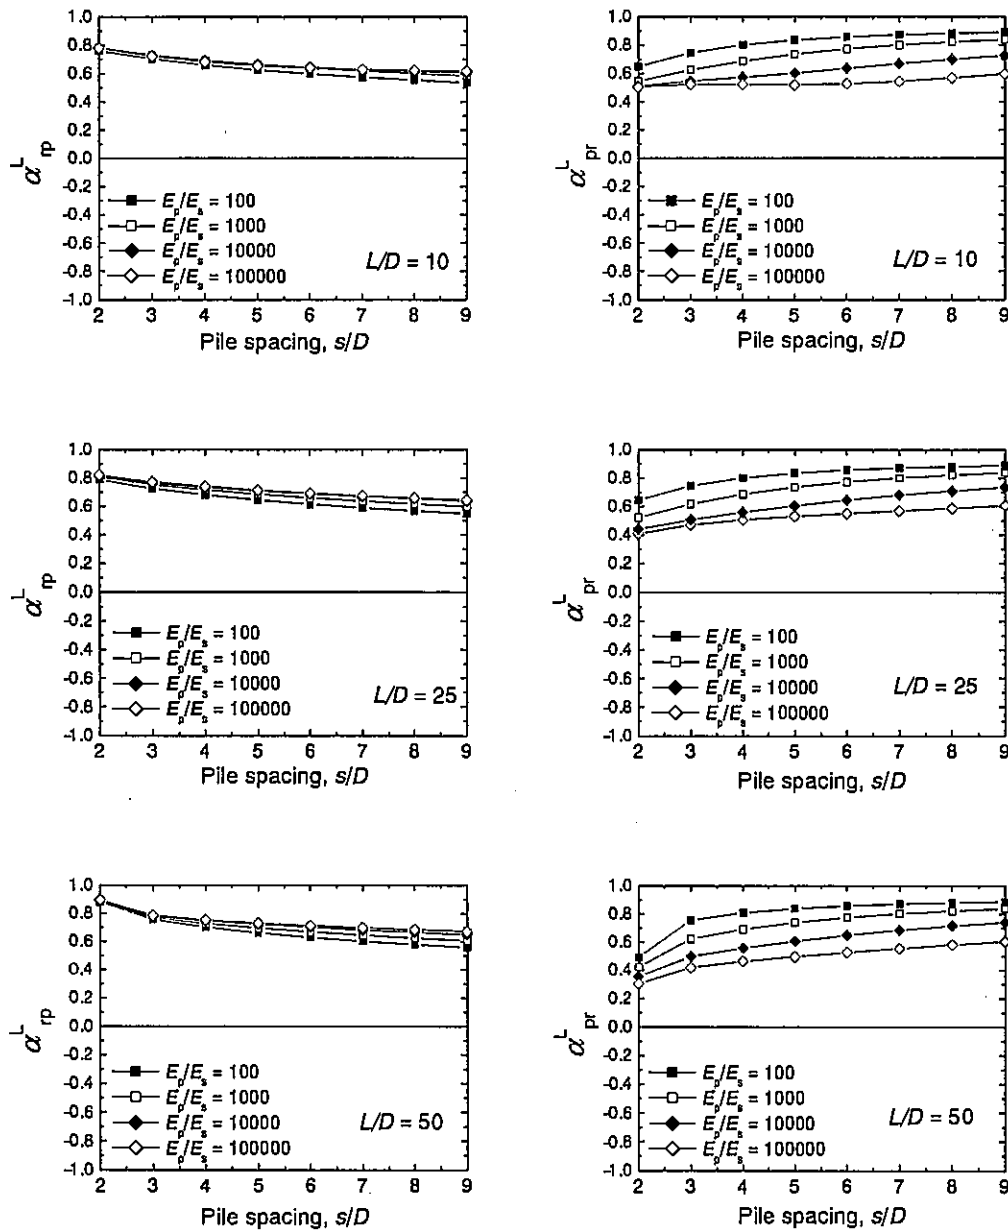 1.0
0.8
0.6
0.4
0.2
0.0
-0.2
-0.4
-0.6
-0.8
-1.0
α^L_rp
E_p/E_s = 100
E_p/E_s = 1000
E_p/E_s = 10000
E_p/E_s = 100000
L/D = 10
2 3 4 5 6 7 8 9
Pile spacing, s/D
1.0
0.8
0.6
0.4
0.2
0.0
-0.2
-0.4
-0.6
-0.8
-1.0
α^L_pr
E_p/E_s = 100
E_p/E_s = 1000
E_p/E_s = 10000
E_p/E_s = 100000
L/D = 10
2 3 4 5 6 7 8 9
Pile spacing, s/D
1.0
0.8
0.6
0.4
0.2
0.0
-0.2
-0.4
-0.6
-0.8
-1.0
α^L_rp
E_p/E_s = 100
E_p/E_s = 1000
E_p/E_s = 10000
E_p/E_s = 100000
L/D = 25
2 3 4 5 6 7 8 9
Pile spacing, s/D
1.0
0.8
0.6
0.4
0.2
0.0
-0.2
-0.4
-0.6
-0.8
-1.0
α^L_pr
E_p/E_s = 100
E_p/E_s = 1000
E_p/E_s = 10000
E_p/E_s = 100000
L/D = 25
2 3 4 5 6 7 8 9
Pile spacing, s/D
1.0
0.8
0.6
0.4
0.2
0.0
-0.2
-0.4
-0.6
-0.8
-1.0
α^L_rp
E_p/E_s = 100
E_p/E_s = 1000
E_p/E_s = 10000
E_p/E_s = 100000
L/D = 50
2 3 4 5 6 7 8 9
Pile spacing, s/D
1.0
0.8
0.6
0.4
0.2
0.0
-0.2
-0.4
-0.6
-0.8
-1.0
α^L_pr
E_p/E_s = 100
E_p/E_s = 1000
E_p/E_s = 10000
E_p/E_s = 100000
L/D = 50
2 3 4 5 6 7 8 9
Pile spacing, s/D